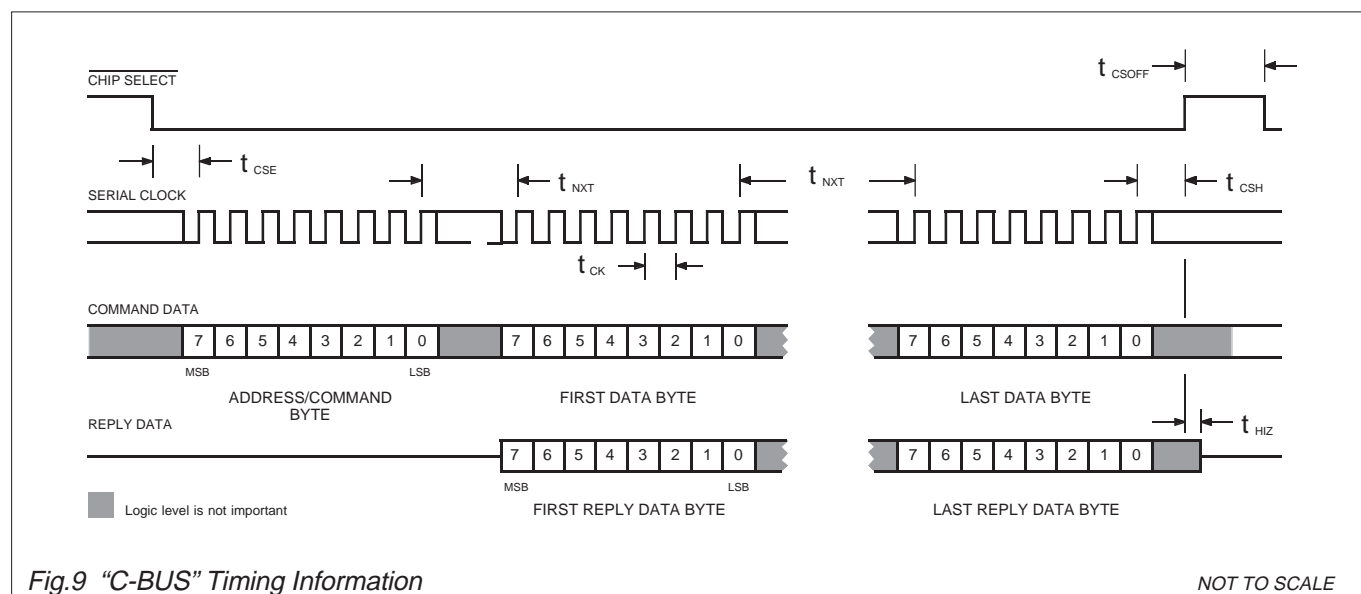 CHIP SELECT
t CSOFF
t CSE
t NXT
t NXT
t CSH
SERIAL CLOCK
t CK
COMMAND DATA
7 6 5 4 3 2 1 0 7 6 5 4 3 2 1 0 7 6 5 4 3 2 1 0
MSB LSB
ADDRESS/COMMAND
BYTE
FIRST DATA BYTE
LAST DATA BYTE
REPLY DATA
t HIZ
7 6 5 4 3 2 1 0 7 6 5 4 3 2 1 0
MSB LSB
Logic level is not important
FIRST REPLY DATA BYTE
LAST REPLY DATA BYTE
Fig.9 “C-BUS” Timing Information
NOT TO SCALE